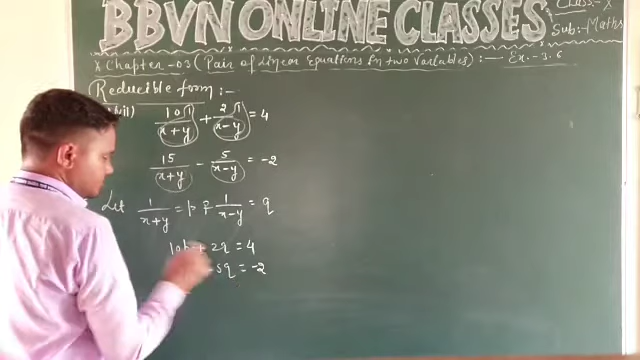 BBVN ONLINE CLASSES
Class-X
Sub:-Maths
Chapter-03 (Pair of linear Equations in two Variables) :— Ex.-3.6
Reducible form :-
10/(x+y) + 2/(x-y) = 4
15/(x+y) - 5/(x-y) = -2
Let 1/(x+y) = p & 1/(x-y) = q
10p + 2q = 4
-5q = -2